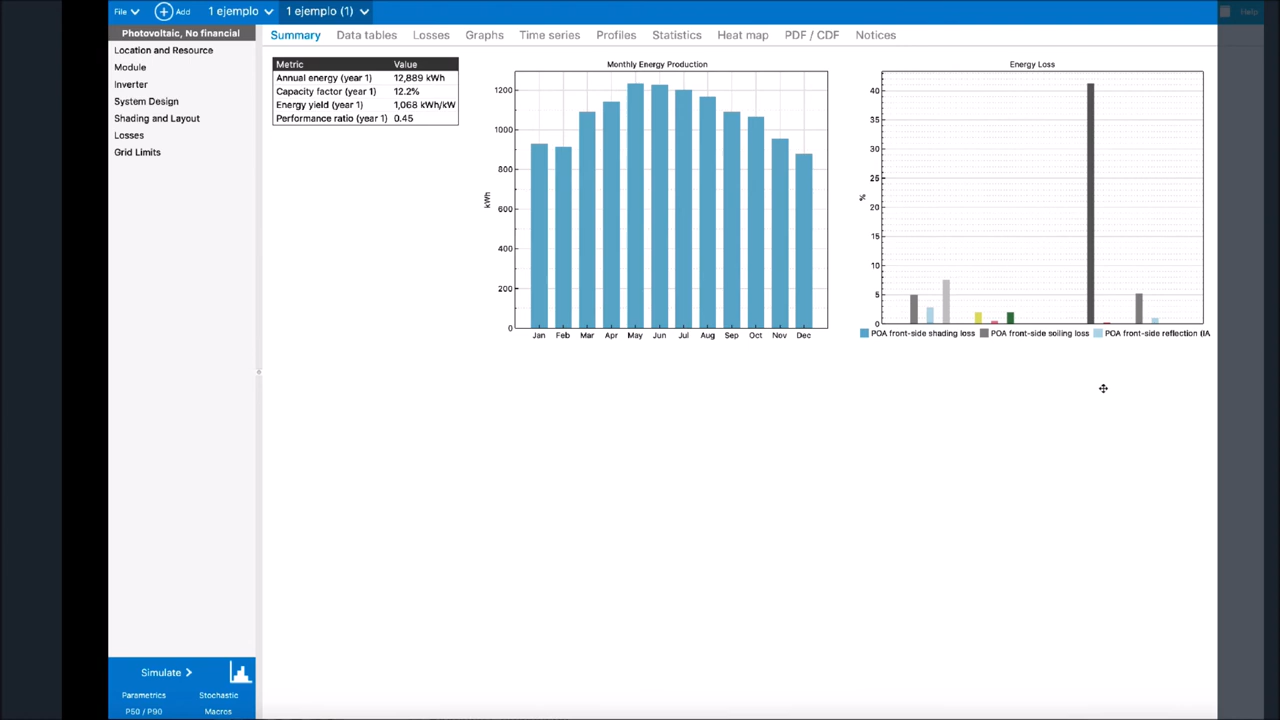 File Add 1 ejemplo 1 ejemplo (1) Help
Photovoltaic, No financial
Location and Resource
Module
Inverter
System Design
Shading and Layout
Losses
Grid Limits
Summary Data tables Losses Graphs Time series Profiles Statistics Heat map PDF / CDF Notices
Metric Value
Annual energy (year 1) 12,889 kWh
Capacity factor (year 1) 12.2%
Energy yield (year 1) 1,068 kWh/kW
Performance ratio (year 1) 0.45
Monthly Energy Production
kWh
1200
1000
800
600
400
200
0
Jan Feb Mar Apr May Jun Jul Aug Sep Oct Nov Dec
Energy Loss
%
40
35
30
25
20
15
10
5
0
POA front-side shading loss POA front-side soiling loss POA front-side reflection (IA
Simulate >
Parametrics Stochastic
P50 / P90 Macros